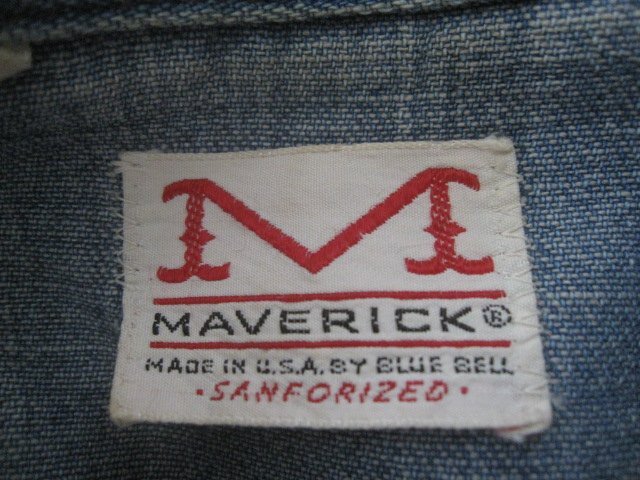 M
MAVERICK®
MADE IN U.S.A. BY BLUE BELL
·SANFORIZED·